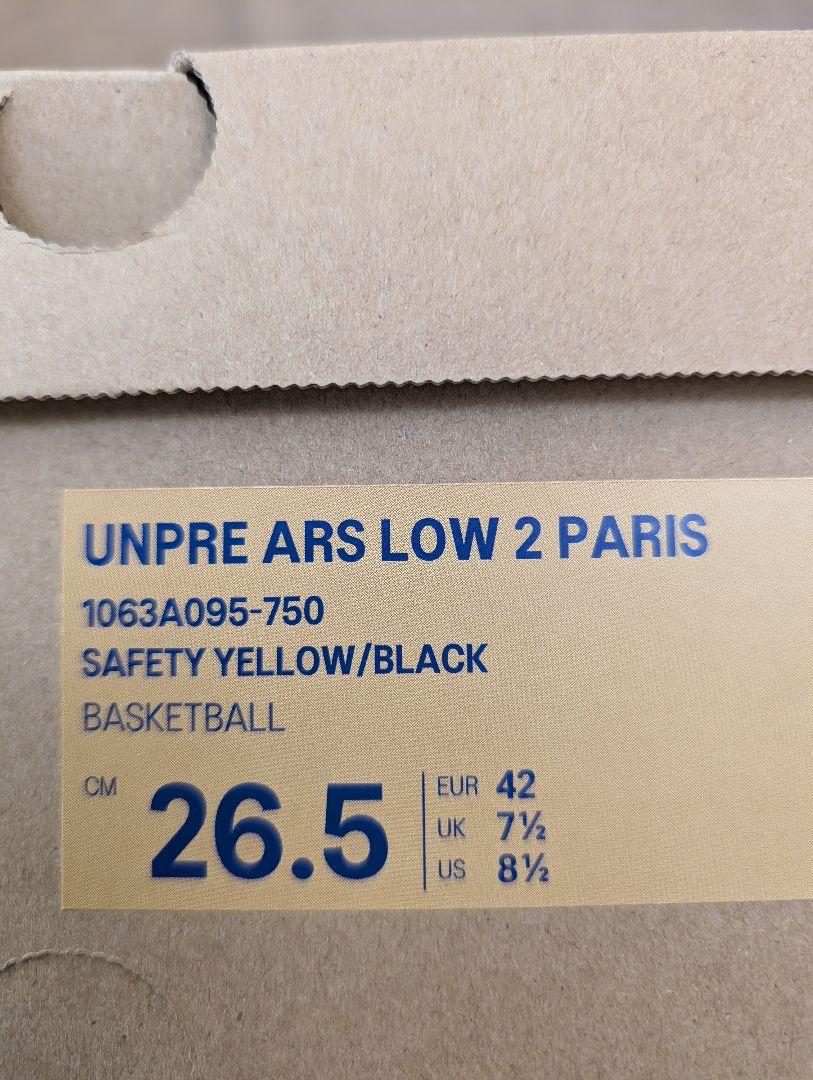 UNPRE ARS LOW 2 PARIS
1063A095-750
SAFETY YELLOW/BLACK
BASKETBALL
CM 26.5
EUR 42
UK 7½
US 8½